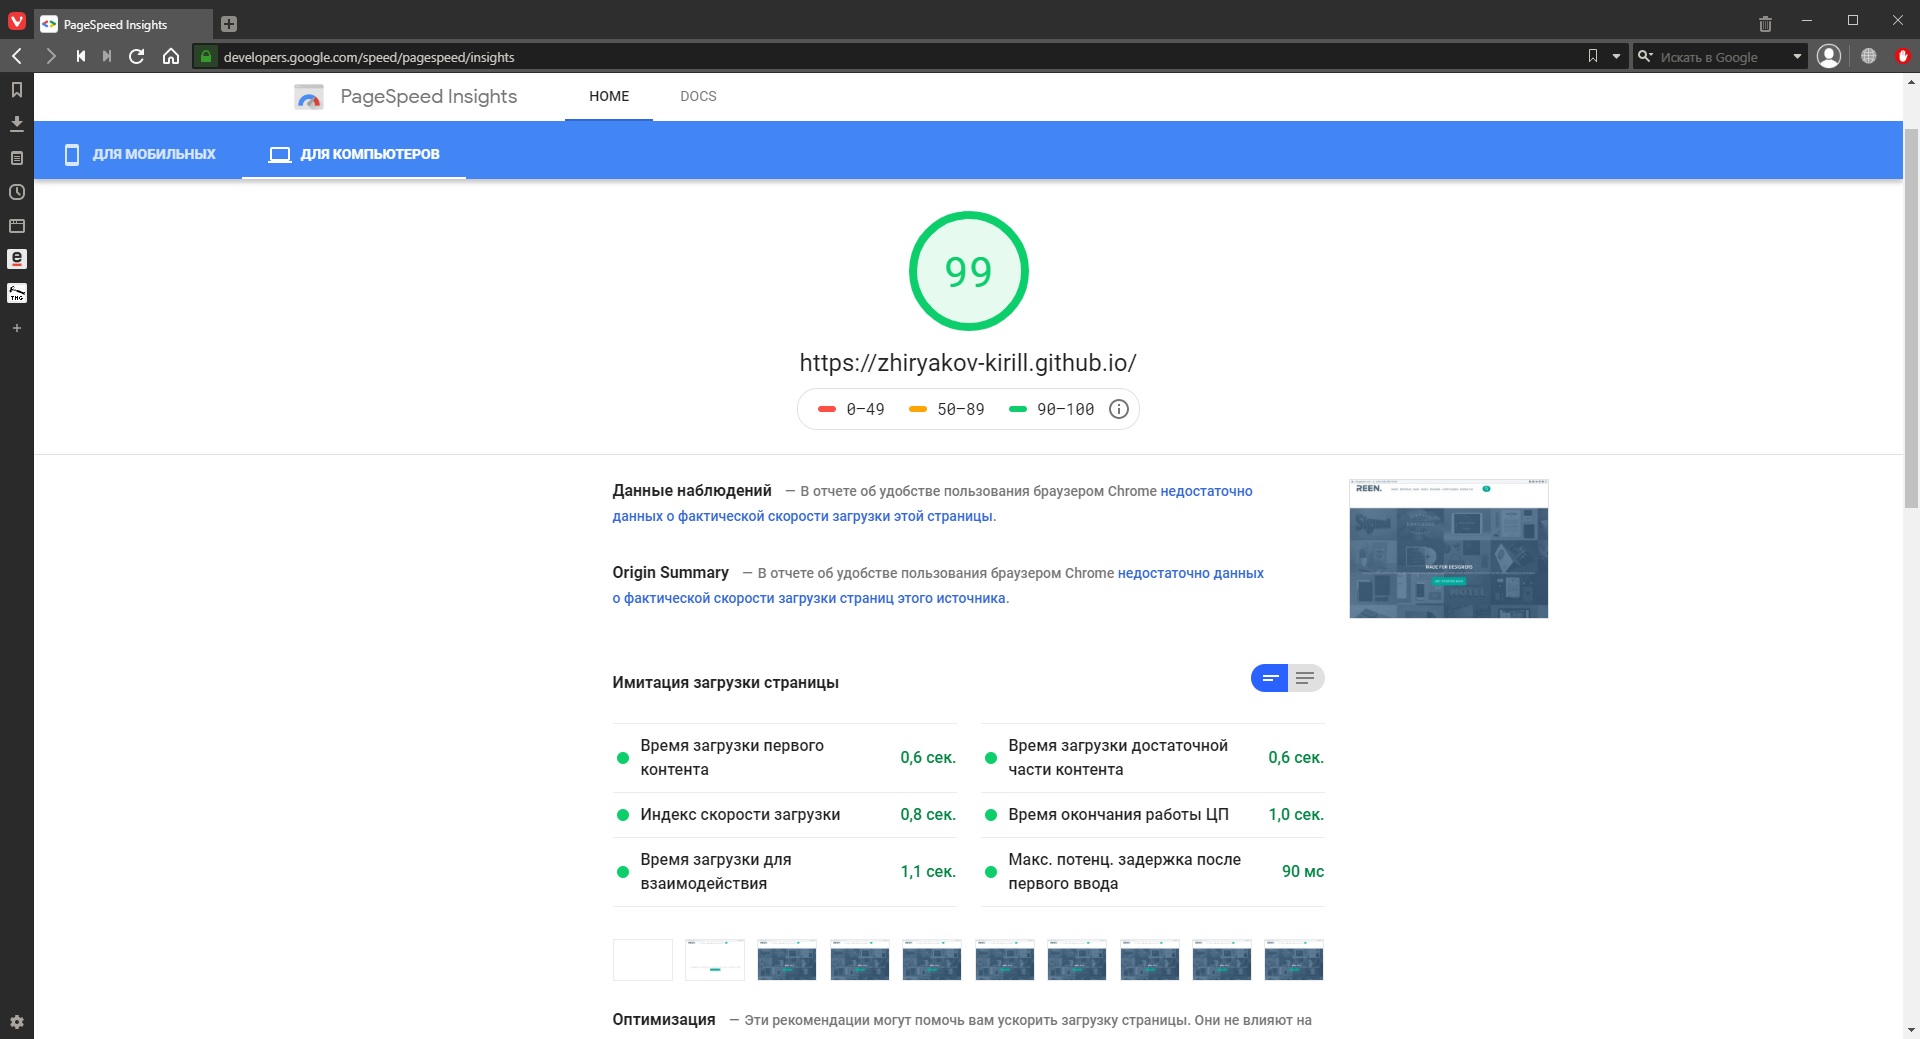 PageSpeed Insights
developers.google.com/speed/pagespeed/insights
Искать в Google
PageSpeed Insights
HOME
DOCS
ДЛЯ МОБИЛЬНЫХ
ДЛЯ КОМПЬЮТЕРОВ
99
https://zhiryakov-kirill.github.io/
0–49
50–89
90–100
Данные наблюдений — В отчете об удобстве пользования браузером Chrome недостаточно
данных о фактической скорости загрузки этой страницы.
REEN.
MADE FOR DESIGNERS
Origin Summary — В отчете об удобстве пользования браузером Chrome недостаточно данных
о фактической скорости загрузки страниц этого источника.
Имитация загрузки страницы
Время загрузки первого
контента
0,6 сек.
Время загрузки достаточной
части контента
0,6 сек.
Индекс скорости загрузки
0,8 сек.
Время окончания работы ЦП
1,0 сек.
Время загрузки для
взаимодействия
1,1 сек.
Макс. потенц. задержка после
первого ввода
90 мс
Оптимизация — Эти рекомендации могут помочь вам ускорить загрузку страницы. Они не влияют на